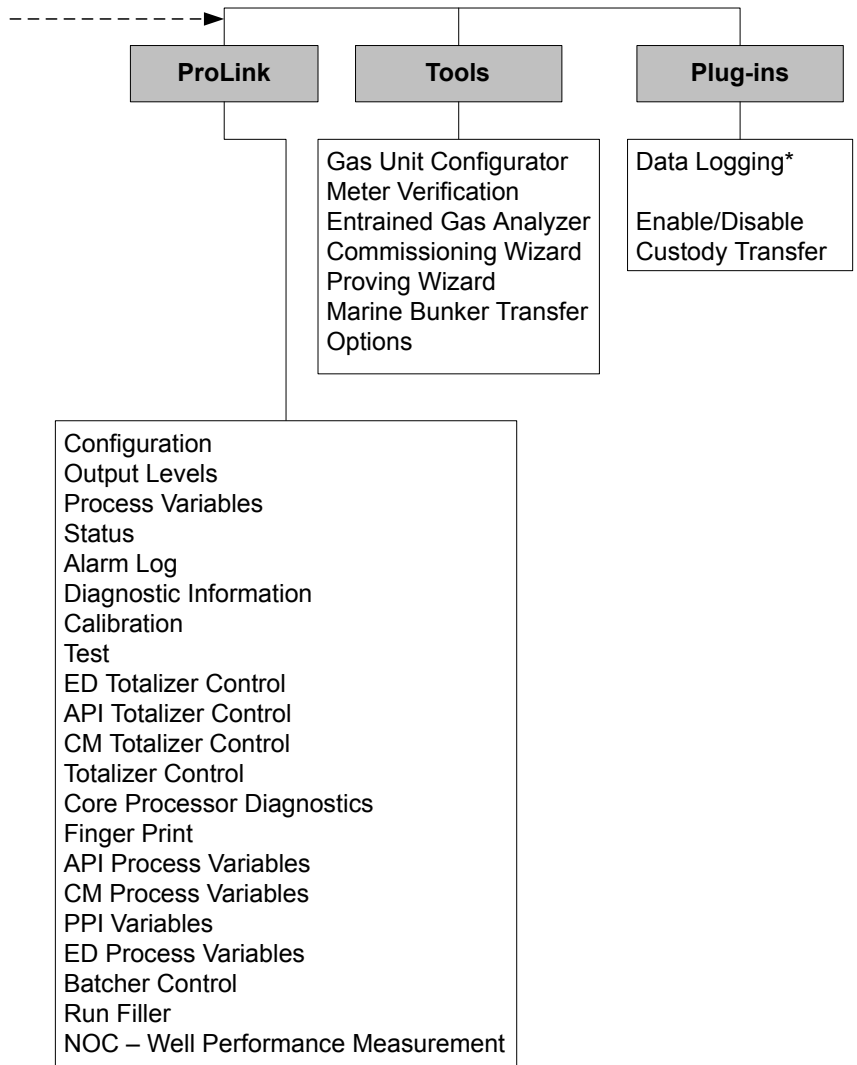 ProLink
Tools
Plug-ins
Gas Unit Configurator
Meter Verification
Entrained Gas Analyzer
Commissioning Wizard
Proving Wizard
Marine Bunker Transfer
Options
Data Logging*
Enable/Disable
Custody Transfer
Configuration
Output Levels
Process Variables
Status
Alarm Log
Diagnostic Information
Calibration
Test
ED Totalizer Control
API Totalizer Control
CM Totalizer Control
Totalizer Control
Core Processor Diagnostics
Finger Print
API Process Variables
CM Process Variables
PPI Variables
ED Process Variables
Batcher Control
Run Filler
NOC – Well Performance Measurement